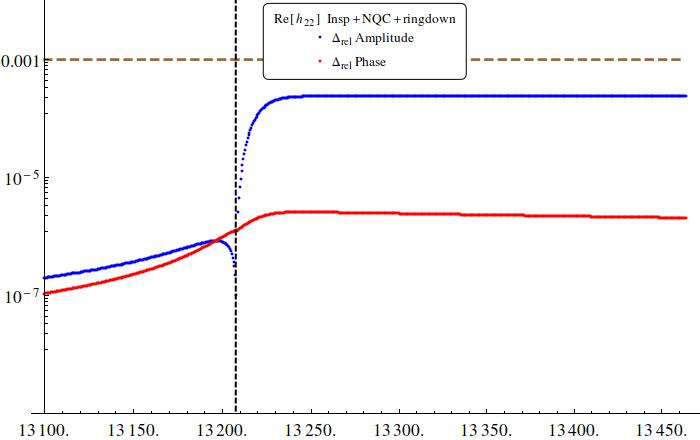 Re[h22] Insp+NQC+ringdown
Δrel Amplitude
Δrel Phase
0.001
10−5
10−7
13 100. 13 150. 13 200. 13 250. 13 300. 13 350. 13 400. 13 450.